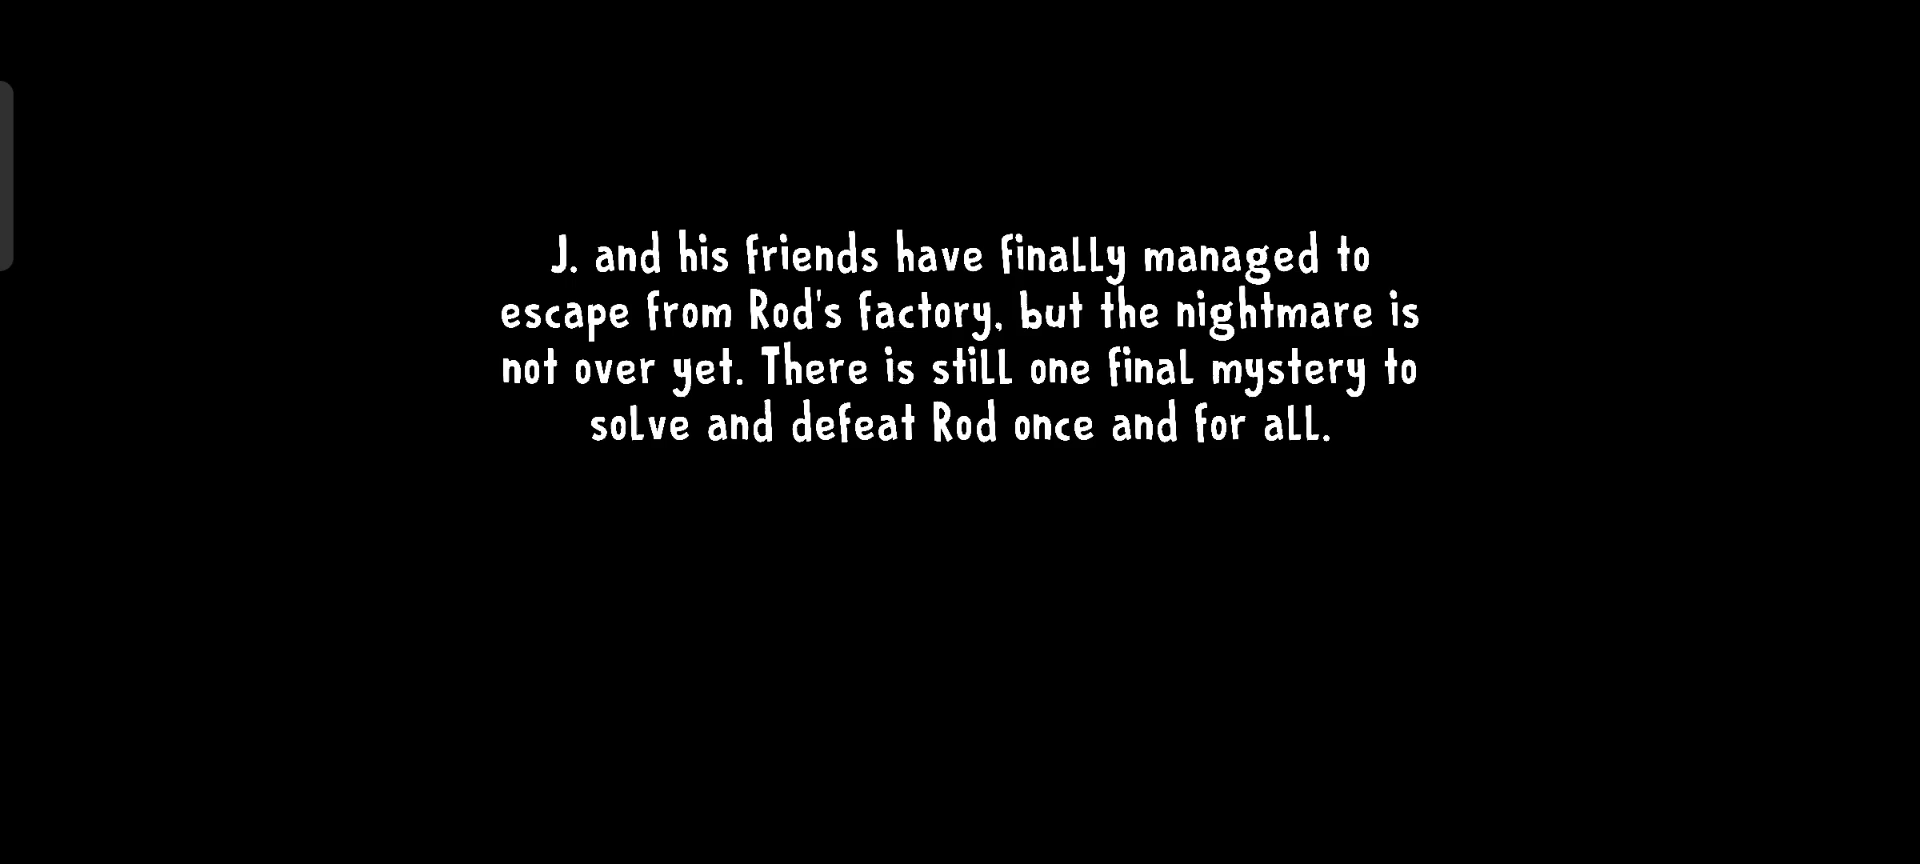 J. and his friends have finally managed to
escape from Rod's factory, but the nightmare is
not over yet. There is still one final mystery to
solve and defeat Rod once and for all.